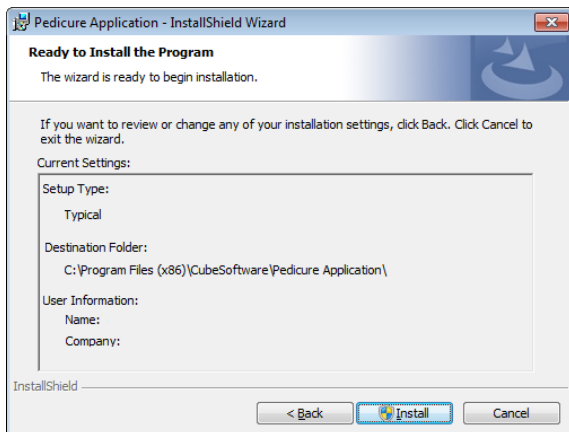 Pedicure Application - InstallShield Wizard
Ready to Install the Program
The wizard is ready to begin installation.
If you want to review or change any of your installation settings, click Back. Click Cancel to
exit the wizard.
Current Settings:
Setup Type:
Typical
Destination Folder:
C:\Program Files (x86)\CubeSoftware\Pedicure Application\
User Information:
Name:
Company:
InstallShield
< Back Install Cancel